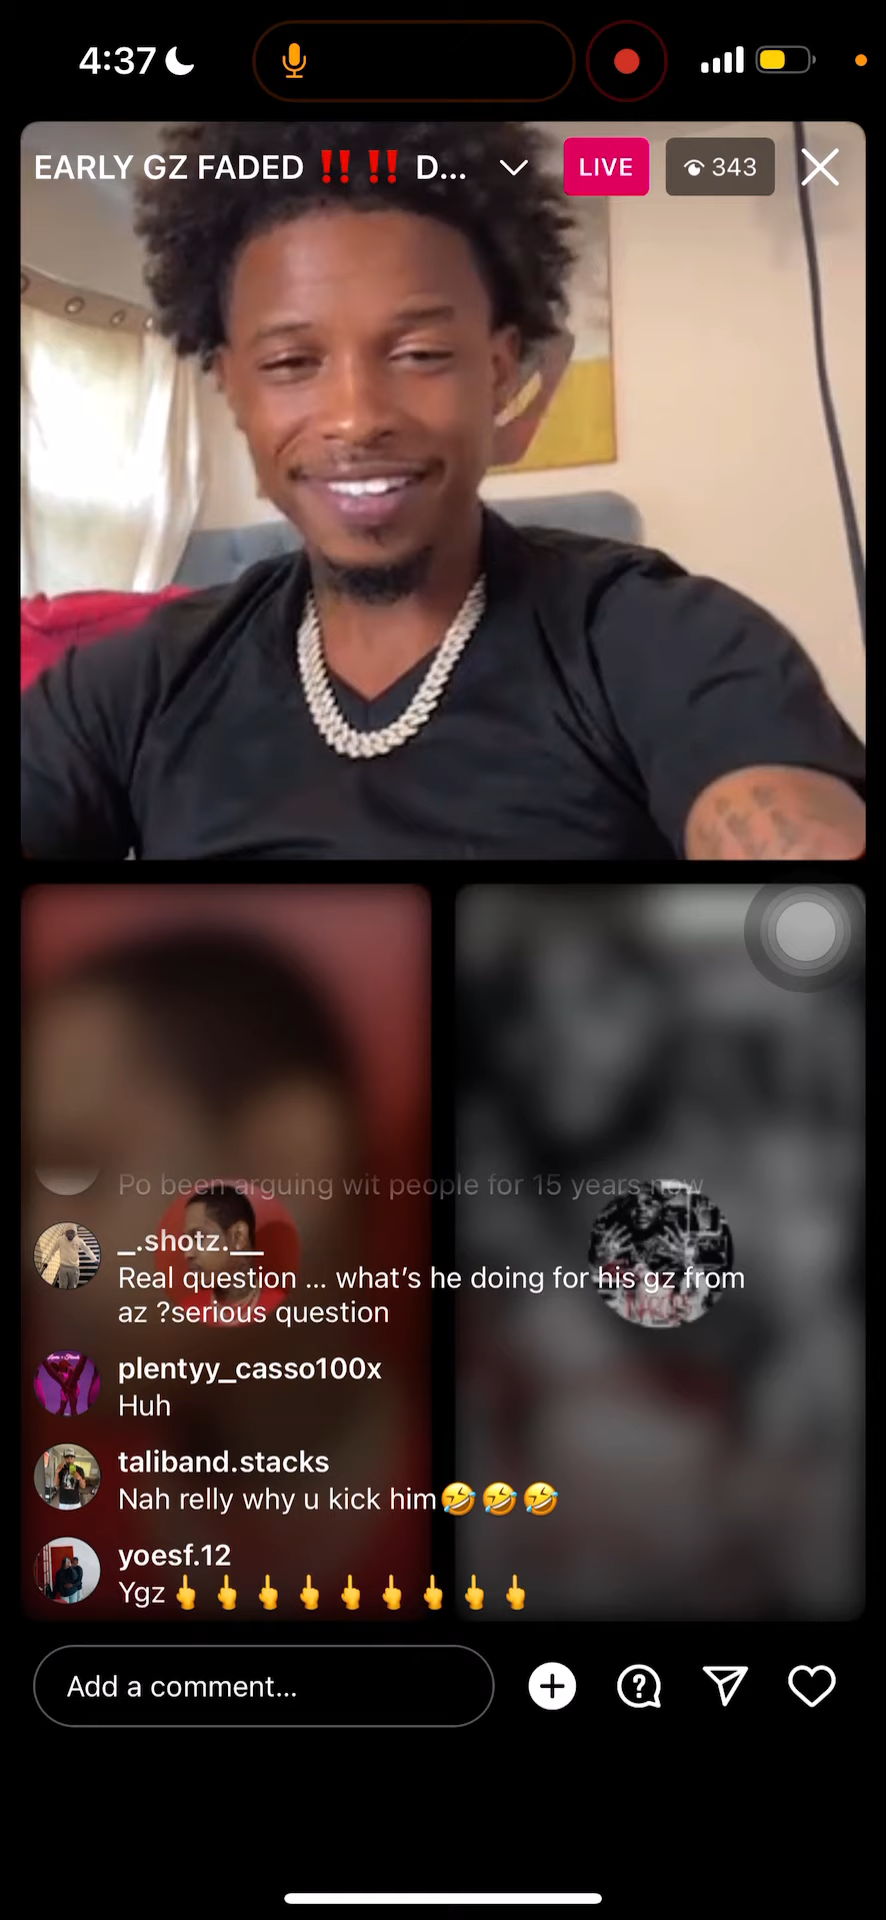 4:37
EARLY GZ FADED ‼️ ‼️ D...
LIVE
343
Po been arguing wit people for 15 years now
_.shotz.__
Real question ... what's he doing for his gz from
az ?serious question
plentyy_casso100x
Huh
taliband.stacks
Nah relly why u kick him🤣🤣🤣
yoesf.12
Ygz🖕🖕🖕🖕🖕🖕🖕🖕🖕
Add a comment...